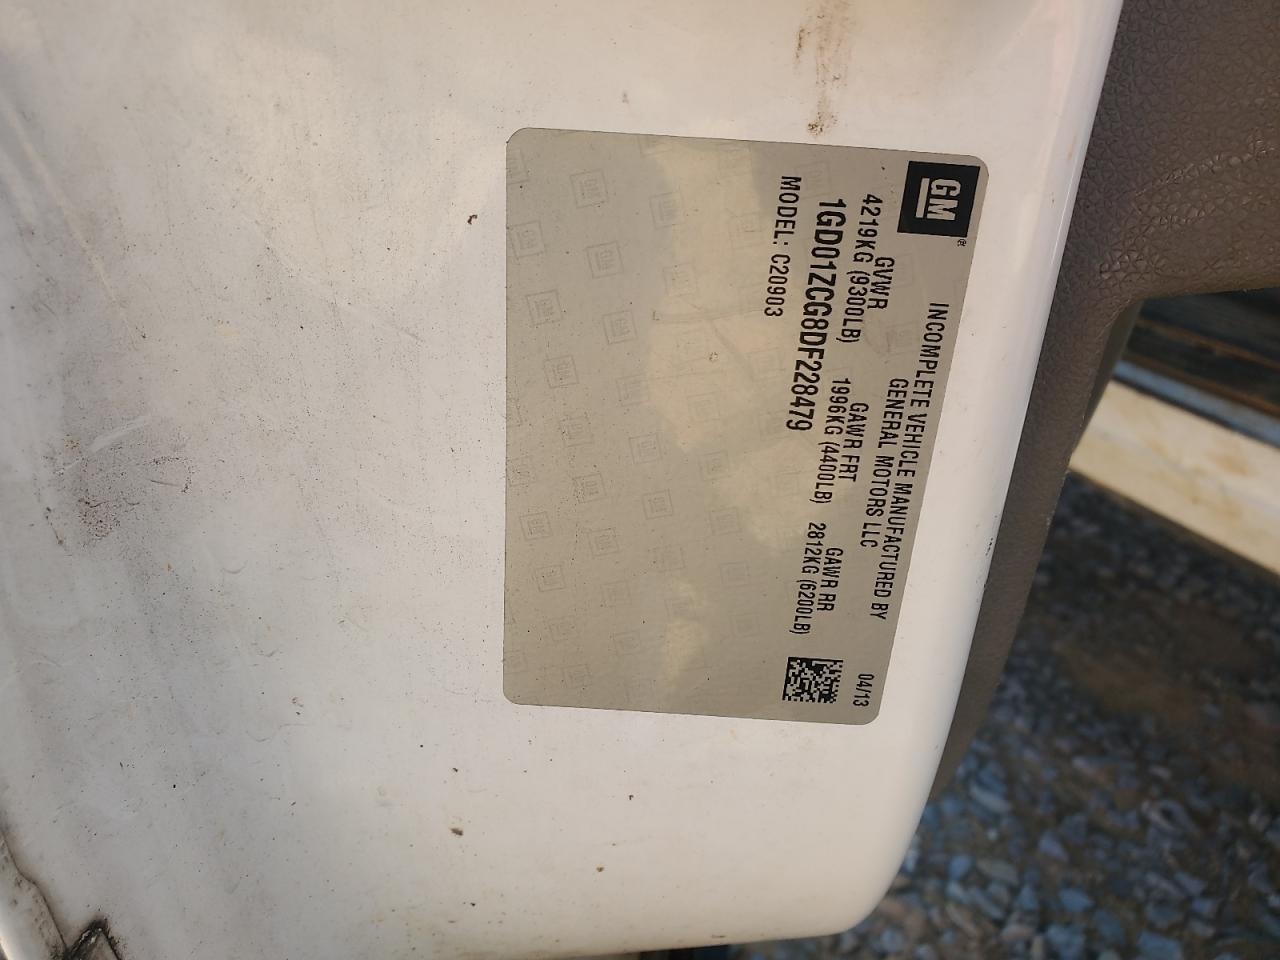 GM®
INCOMPLETE VEHICLE MANUFACTURED BY
GENERAL MOTORS LLC
04/13
GVWR GAWR FRT GAWR RR
4219KG (9300LB) 1996KG (4400LB) 2812KG (6200LB)
1GD01ZCG8DF228479
MODEL: C20903